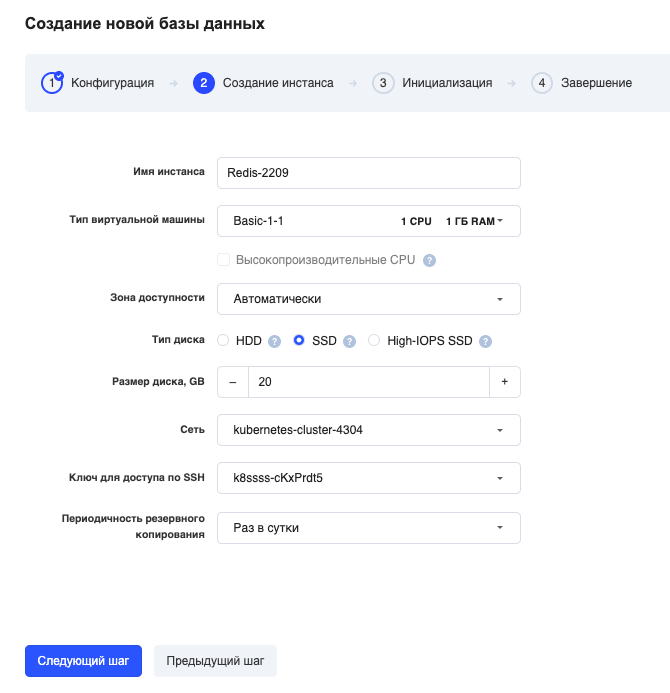 Создание новой базы данных
1 Конфигурация → 2 Создание инстанса → 3 Инициализация → 4 Завершение
Имя инстанса Redis-2209
Тип виртуальной машины Basic-1-1 1 CPU 1 ГБ RAM
Высокопроизводительные CPU ?
Зона доступности Автоматически
Тип диска HDD ? SSD ? High-IOPS SSD ?
Размер диска, GB – 20 +
Сеть kubernetes-cluster-4304
Ключ для доступа по SSH k8ssss-cKxPrdt5
Периодичность резервного
копирования Раз в сутки
Следующий шаг Предыдущий шаг